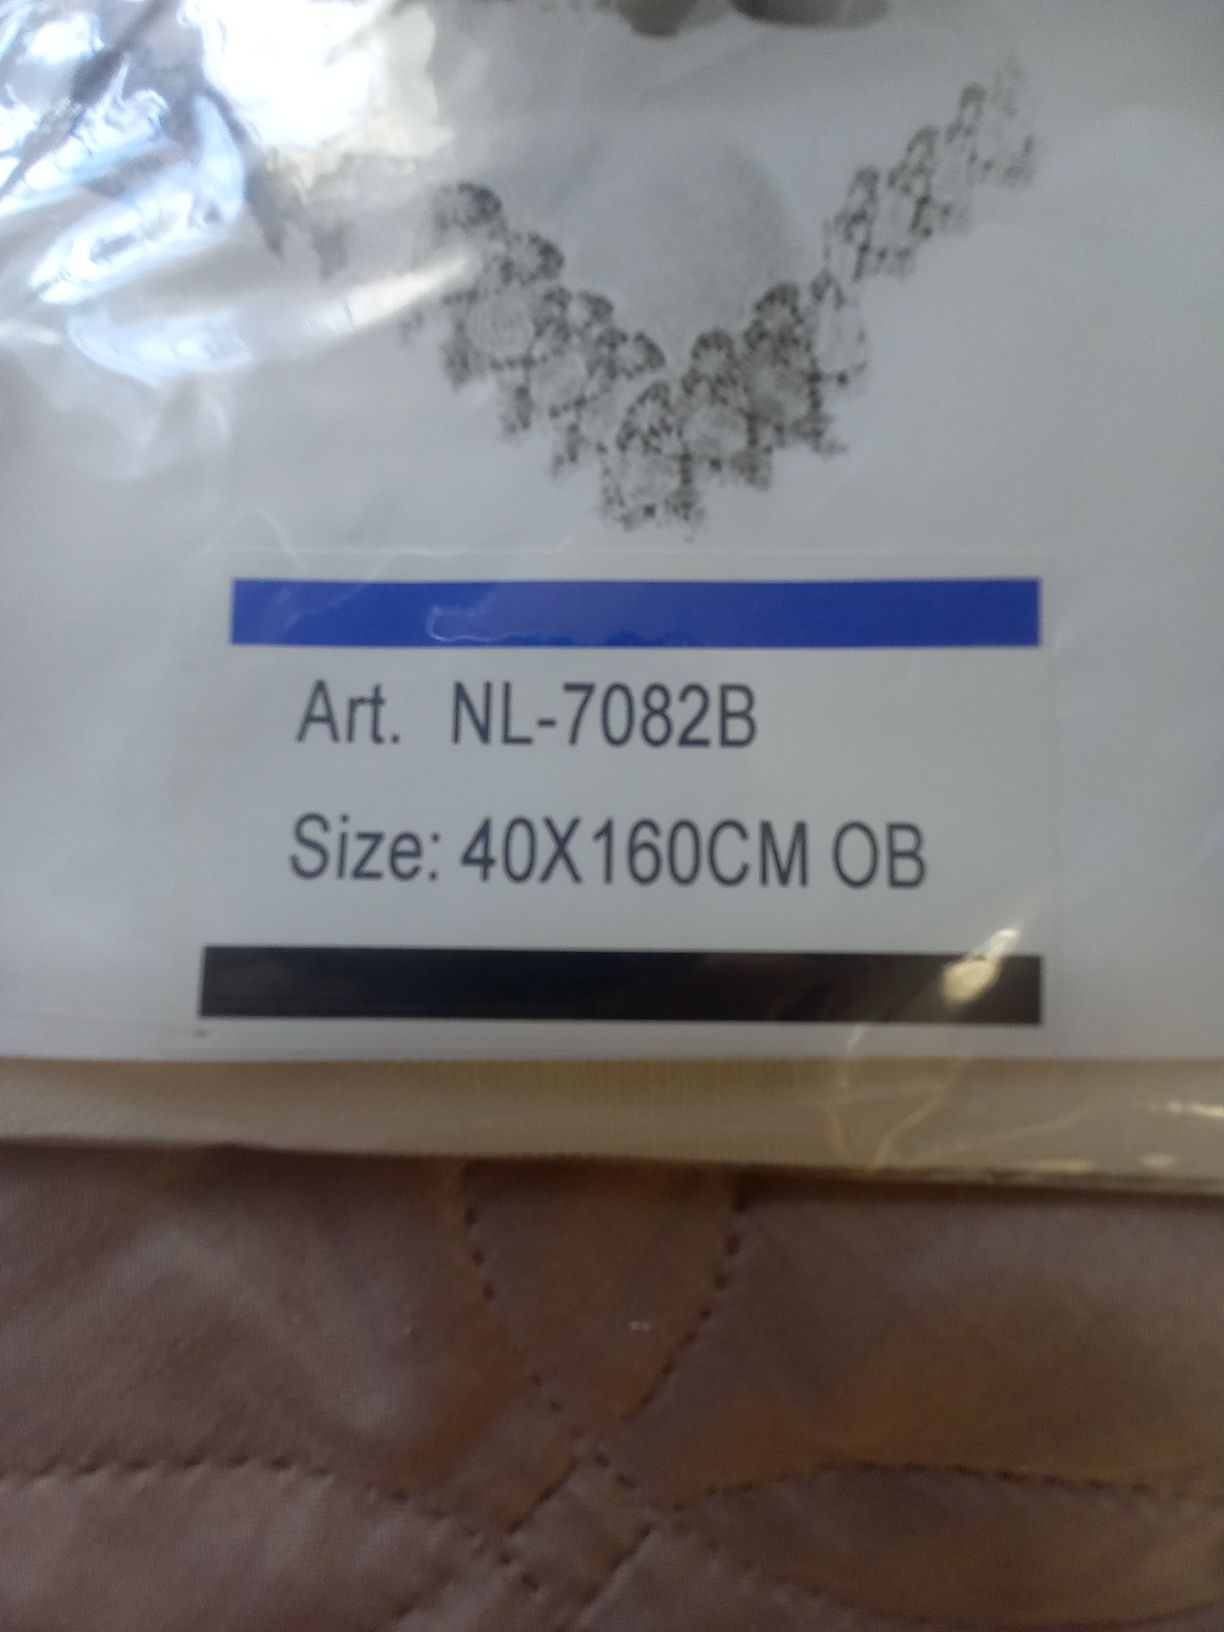 Art. NL-7082B
Size: 40X160CM OB